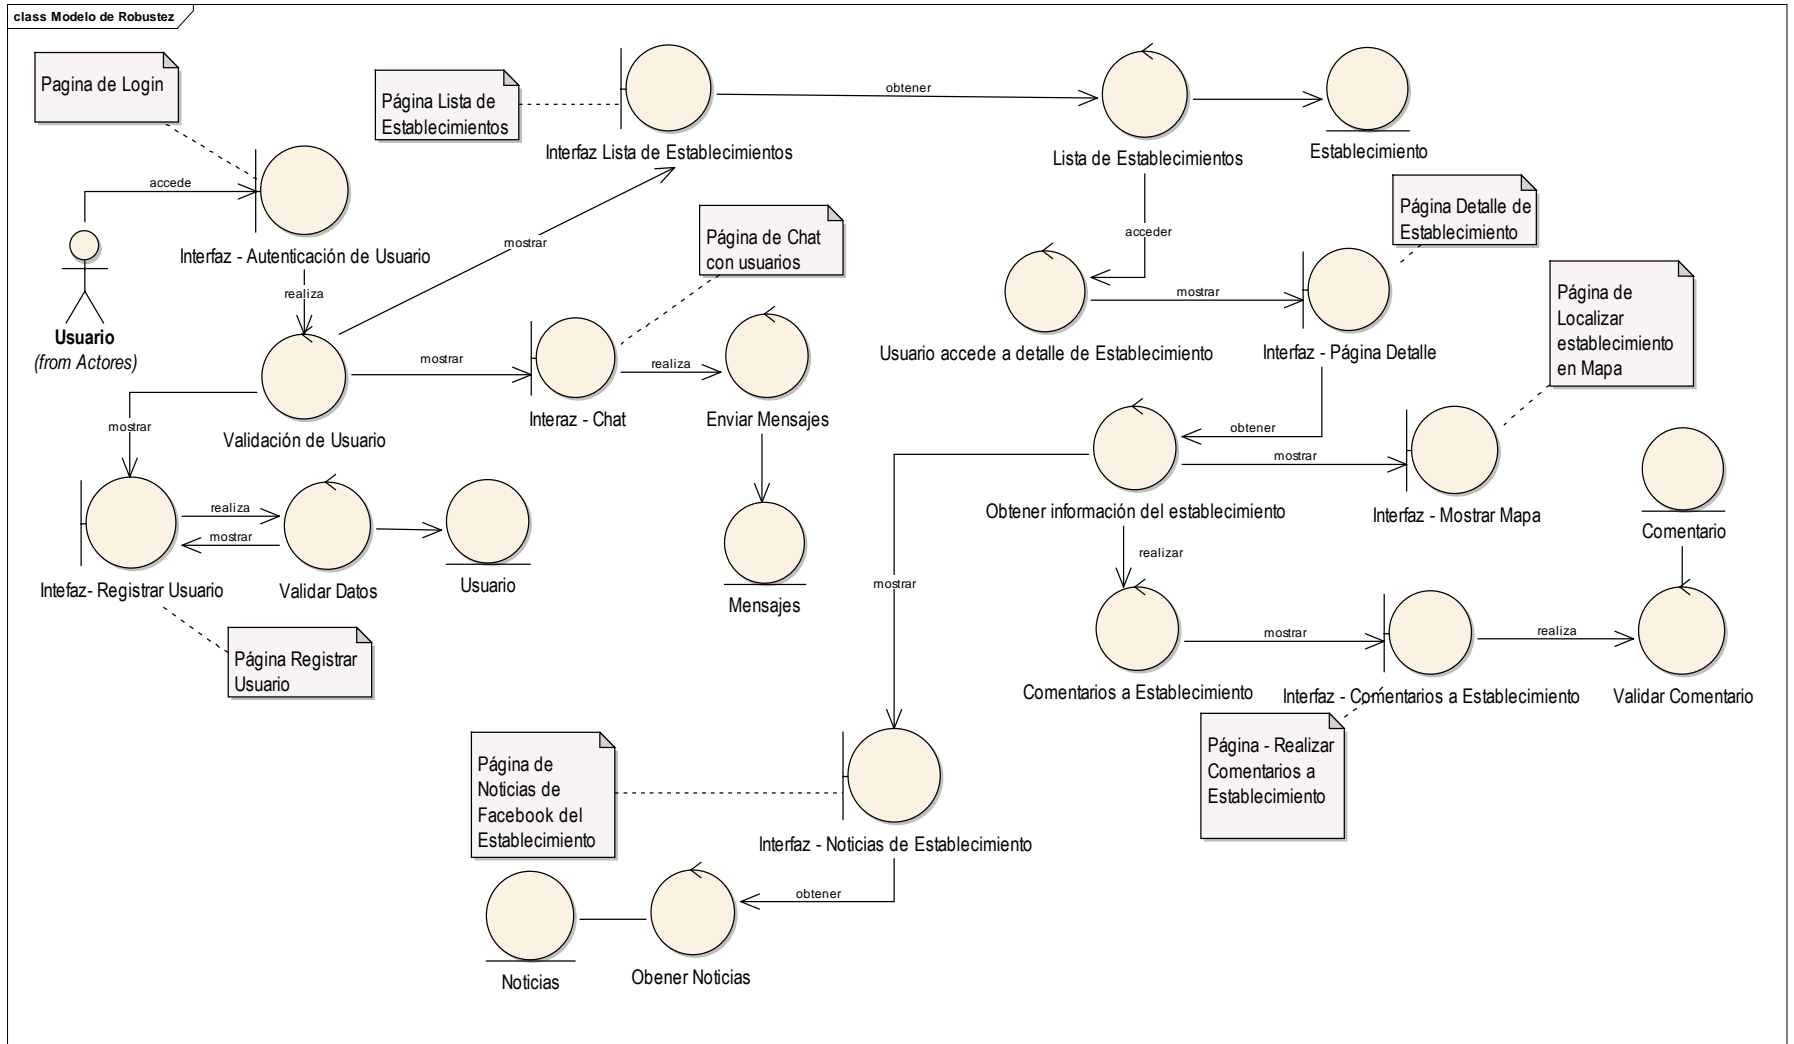 class Modelo de Robustez
Pagina de Login
Página Lista de
Establecimientos
Interfaz Lista de Establecimientos
obtener
Lista de Establecimientos
Establecimiento
accede
Interfaz - Autenticación de Usuario
Usuario
(from Actores)
realiza
mostrar
Página de Chat
con usuarios
acceder
Página Detalle de
Establecimiento
Usuario accede a detalle de Establecimiento
mostrar
Interfaz - Página Detalle
Página de
Localizar
establecimiento
en Mapa
Validación de Usuario
mostrar
Interaz - Chat
realiza
Enviar Mensajes
Mensajes
mostrar
Intefaz- Registrar Usuario
realiza
mostrar
Validar Datos
Usuario
Página Registrar
Usuario
obtener
Obtener información del establecimiento
mostrar
Interfaz - Mostrar Mapa
Comentario
realizar
mostrar
Comentarios a Establecimiento
mostrar
Interfaz - Comentarios a Establecimiento
realiza
Validar Comentario
Página - Realizar
Comentarios a
Establecimiento
Página de
Noticias de
Facebook del
Establecimiento
Interfaz - Noticias de Establecimiento
obtener
Noticias
Obener Noticias